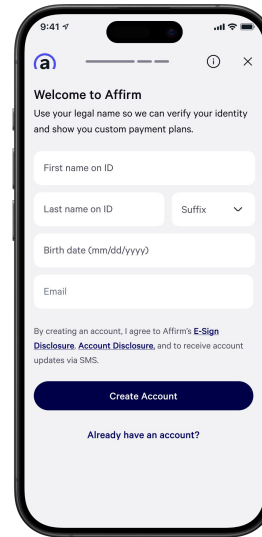 9:41
a
Welcome to Affirm
Use your legal name so we can verify your identity
and show you custom payment plans.
First name on ID
Last name on ID
Suffix
Birth date (mm/dd/yyyy)
Email
By creating an account, I agree to Affirm's E-Sign
Disclosure, Account Disclosure, and to receive account
updates via SMS.
Create Account
Already have an account?